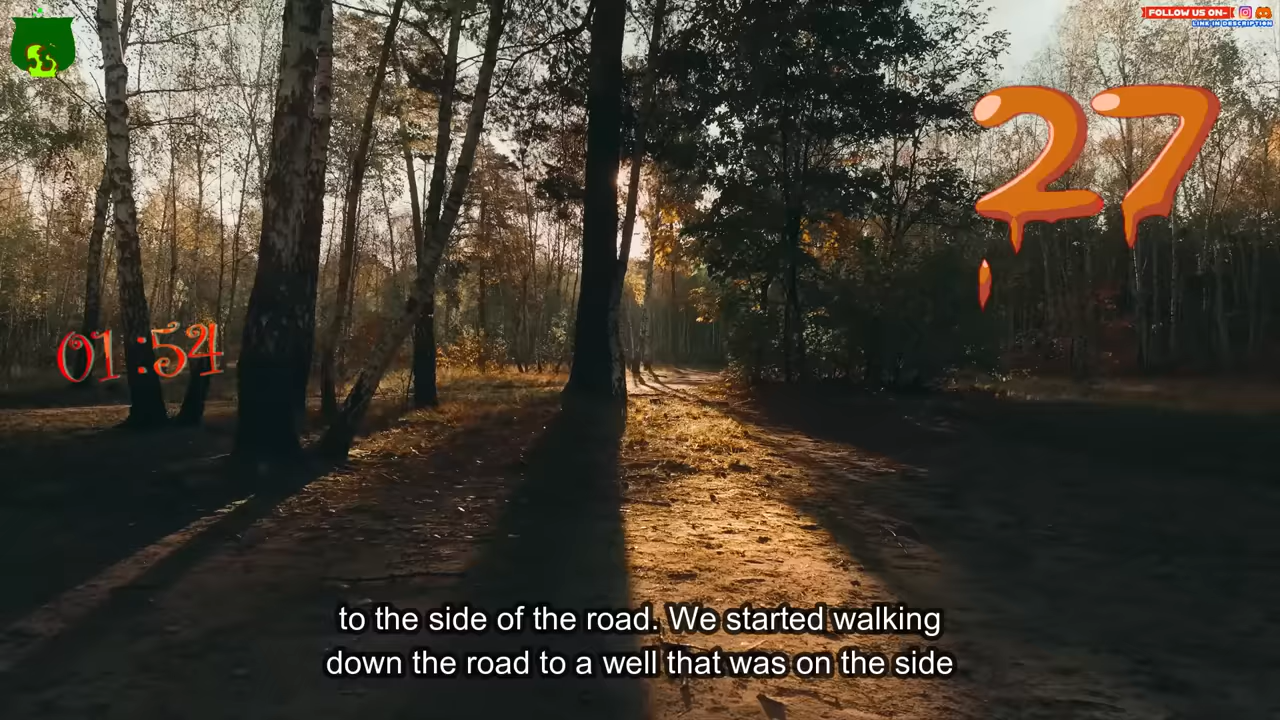 FOLLOW US ON-
LINK IN DESCRIPTION
27
01:54
to the side of the road. We started walking
down the road to a well that was on the side